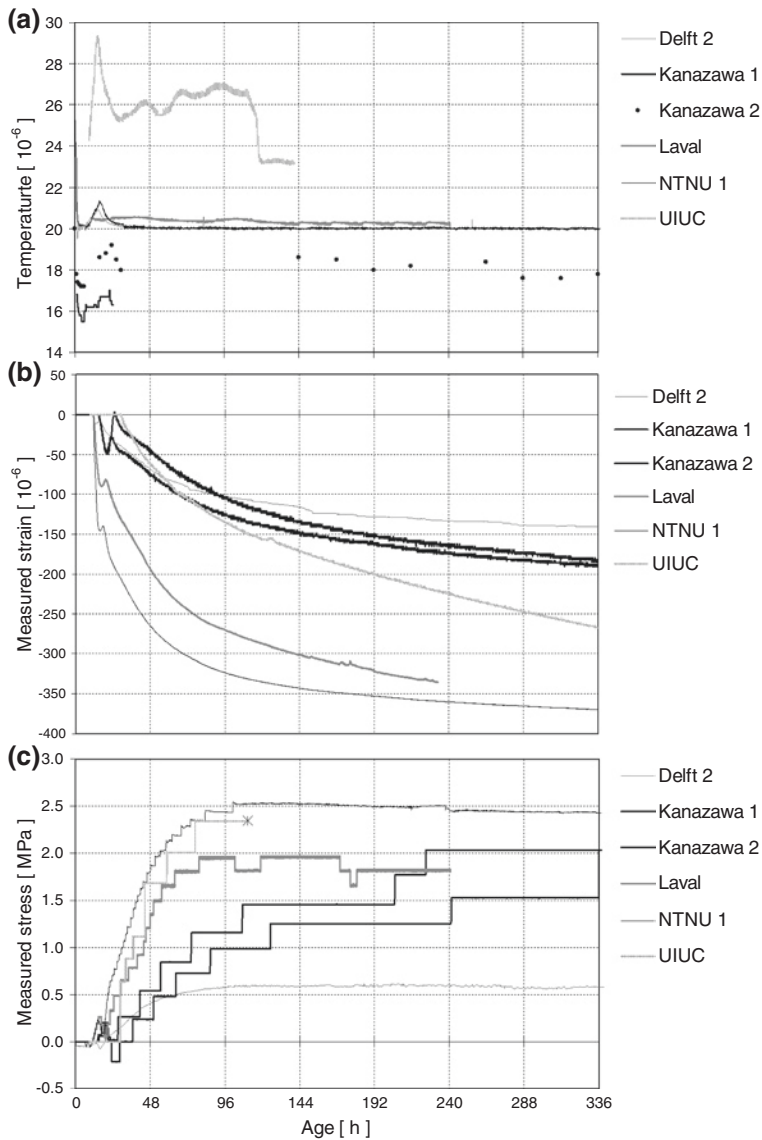 (a)
30
28
26
24
22
20
18
16
14
Temperaturte [ 10-6]
Delft 2
Kanazawa 1
Kanazawa 2
Laval
NTNU 1
UIUC
(b)
50
0
-50
-100
-150
-200
-250
-300
-350
-400
Measured strain [ 10-6 ]
Delft 2
Kanazawa 1
Kanazawa 2
Laval
NTNU 1
UIUC
(c)
3.0
2.5
2.0
1.5
1.0
0.5
0.0
-0.5
Measured stress [ MPa]
Delft 2
Kanazawa 1
Kanazawa 2
Laval
NTNU 1
UIUC
0 48 96 144 192 240 288 336
Age [ h ]